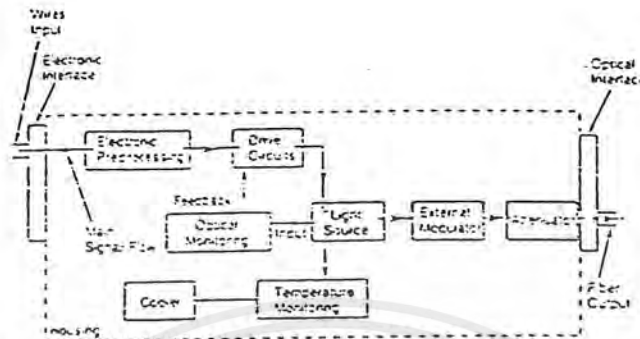 Wires
Input
Electronic
Interface
Optical
Interface
Electronic
Preprocessing
Drive
Circuits
Feedback
Main
Signal Flow
Optical
Monitoring
Input
Light
Source
External
Modulator
Attenuator
Cooler
Temperature
Monitoring
Fiber
Output
Housing